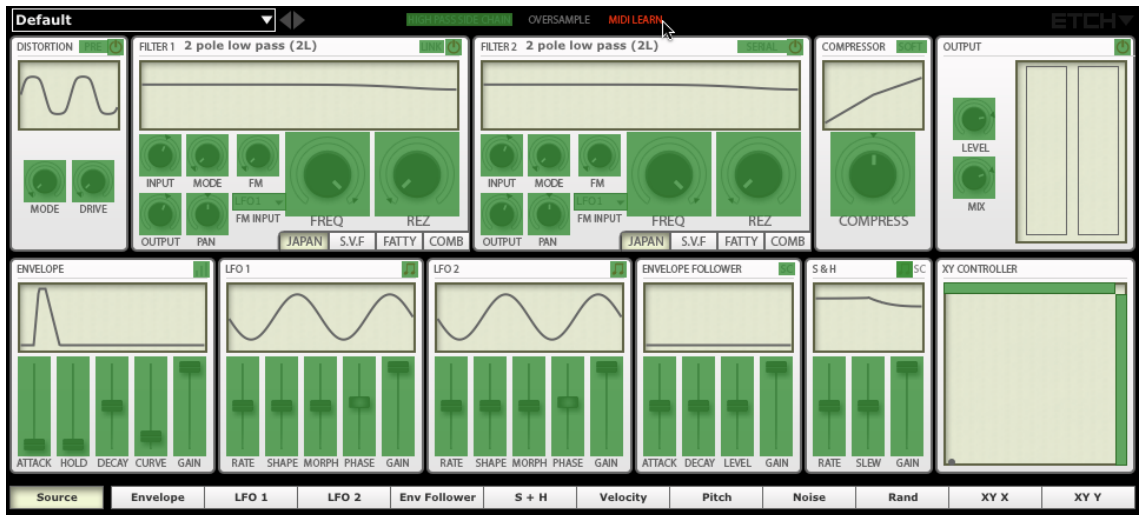 Default HIGH PASS SIDE CHAIN OVERSAMPLE MIDI LEARN ETCH
DISTORTION PRE
MODE DRIVE
FILTER 1 2 pole low pass (2L) LINK
INPUT MODE FM
LFO1
FM INPUT FREQ REZ
OUTPUT PAN JAPAN S.V.F FATTY COMB
FILTER 2 2 pole low pass (2L) SERIAL
INPUT MODE FM
LFO1
FM INPUT FREQ REZ
OUTPUT PAN JAPAN S.V.F FATTY COMB
COMPRESSOR SOFT
COMPRESS
OUTPUT
LEVEL
MIX
ENVELOPE
ATTACK HOLD DECAY CURVE GAIN
LFO 1
RATE SHAPE MORPH PHASE GAIN
LFO 2
RATE SHAPE MORPH PHASE GAIN
ENVELOPE FOLLOWER SC
ATTACK DECAY LEVEL GAIN
S & H SC
RATE SLEW GAIN
XY CONTROLLER
Source Envelope LFO 1 LFO 2 Env Follower S + H Velocity Pitch Noise Rand XY X XY Y